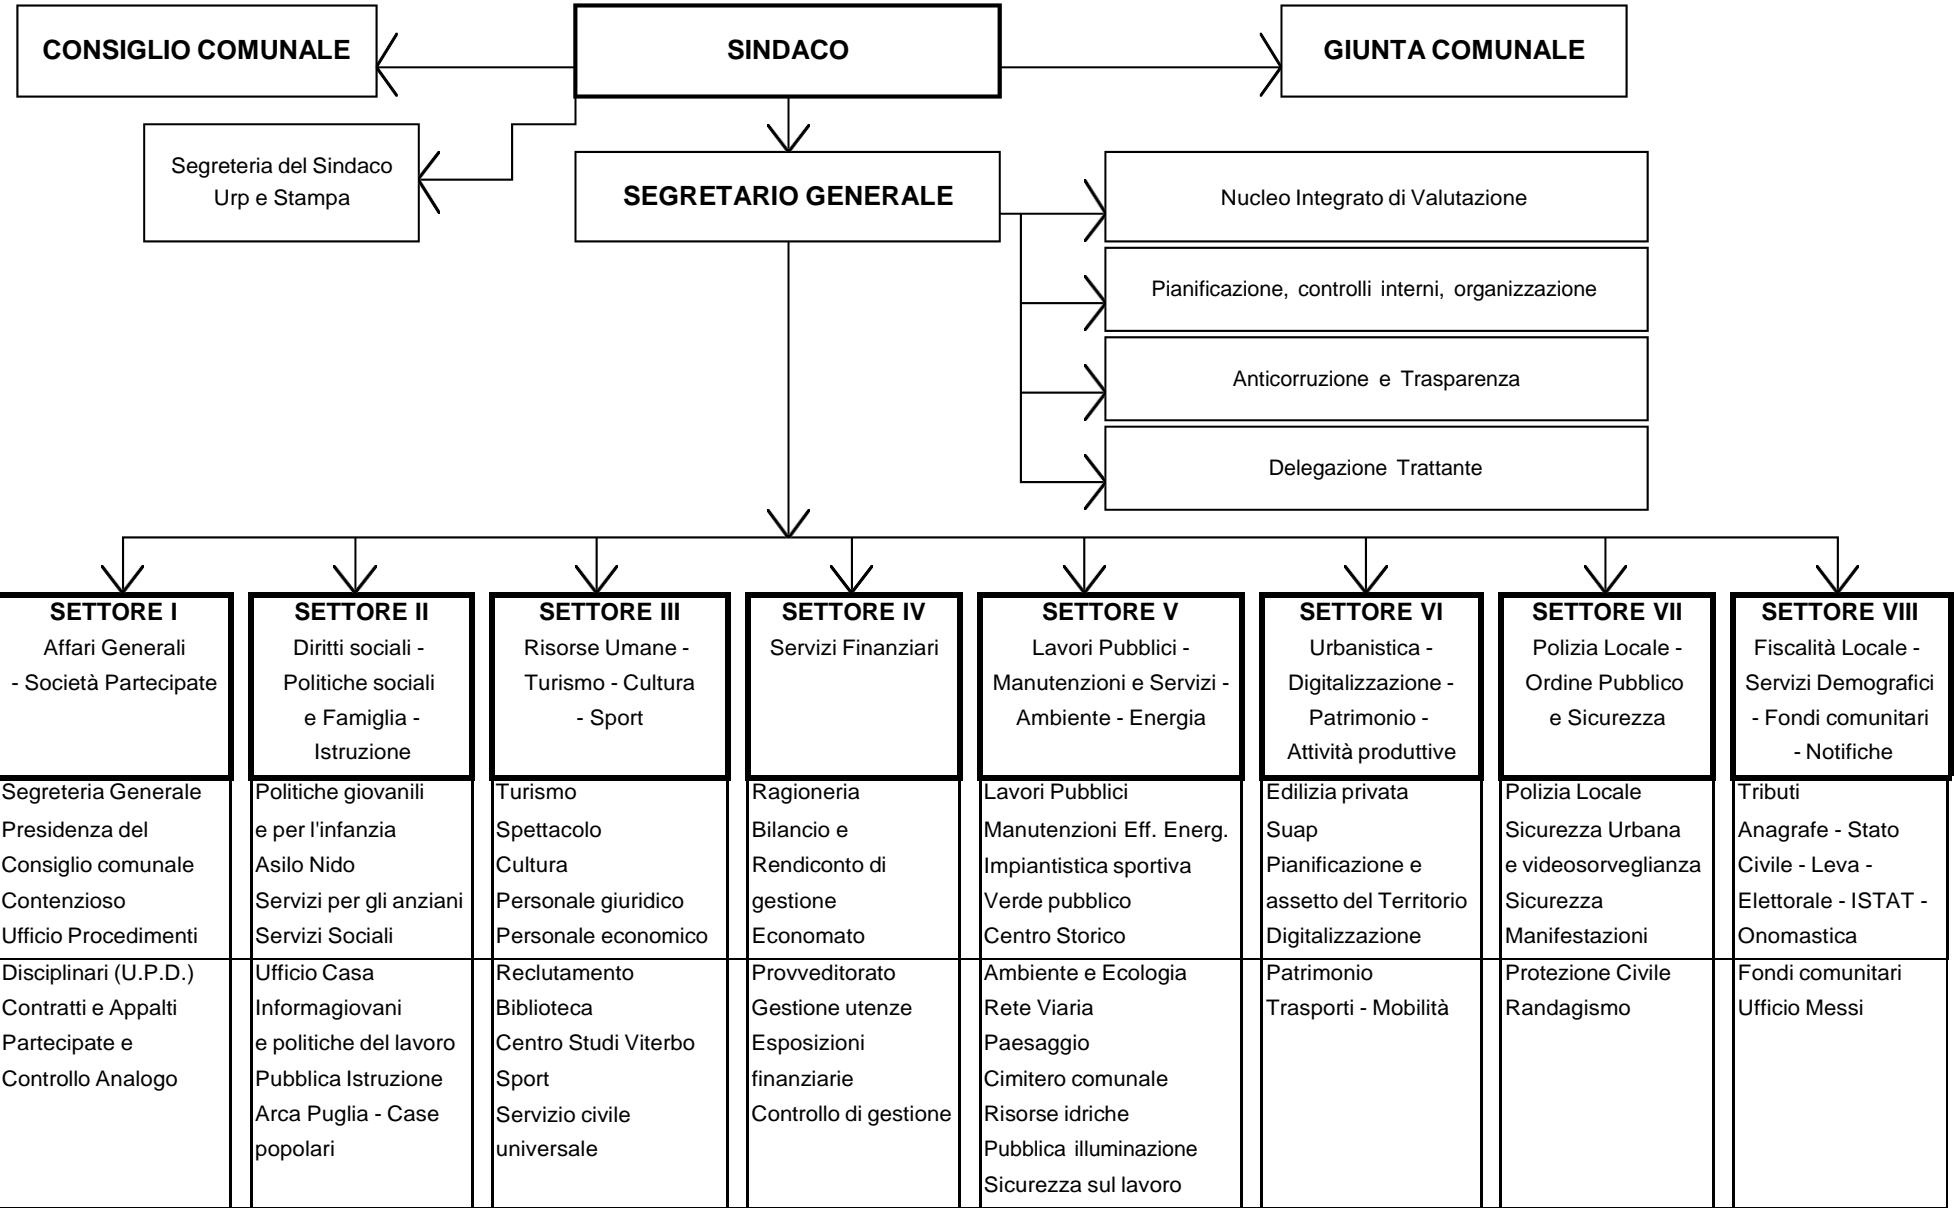 CONSIGLIO COMUNALE
SINDACO
GIUNTA COMUNALE
Segreteria del Sindaco
Urp e Stampa
SEGRETARIO GENERALE
Nucleo Integrato di Valutazione
Pianificazione, controlli interni, organizzazione
Anticorruzione e Trasparenza
Delegazione Trattante
SETTORE I
Affari Generali
- Società Partecipate
Segreteria Generale
Presidenza del
Consiglio comunale
Contenzioso
Ufficio Procedimenti
Disciplinari (U.P.D.)
Contratti e Appalti
Partecipate e
Controllo Analogo
SETTORE II
Diritti sociali -
Politiche sociali
e Famiglia -
Istruzione
Politiche giovanili
e per l'infanzia
Asilo Nido
Servizi per gli anziani
Servizi Sociali
Ufficio Casa
Informagiovani
e politiche del lavoro
Pubblica Istruzione
Arca Puglia - Case
popolari
SETTORE III
Risorse Umane -
Turismo - Cultura
- Sport
Turismo
Spettacolo
Cultura
Personale giuridico
Personale economico
Reclutamento
Biblioteca
Centro Studi Viterbo
Sport
Servizio civile
universale
SETTORE IV
Servizi Finanziari
Ragioneria
Bilancio e
Rendiconto di
gestione
Economato
Provveditorato
Gestione utenze
Esposizioni
finanziarie
Controllo di gestione
SETTORE V
Lavori Pubblici -
Manutenzioni e Servizi -
Ambiente - Energia
Lavori Pubblici
Manutenzioni Eff. Energ.
Impiantistica sportiva
Verde pubblico
Centro Storico
Ambiente e Ecologia
Rete Viaria
Paesaggio
Cimitero comunale
Risorse idriche
Pubblica illuminazione
Sicurezza sul lavoro
SETTORE VI
Urbanistica -
Digitalizzazione -
Patrimonio -
Attività produttive
Edilizia privata
Suap
Pianificazione e
assetto del Territorio
Digitalizzazione
Patrimonio
Trasporti - Mobilità
SETTORE VII
Polizia Locale -
Ordine Pubblico
e Sicurezza
Polizia Locale
Sicurezza Urbana
e videosorveglianza
Sicurezza
Manifestazioni
Protezione Civile
Randagismo
SETTORE VIII
Fiscalità Locale -
Servizi Demografici
- Fondi comunitari
- Notifiche
Tributi
Anagrafe - Stato
Civile - Leva -
Elettorale - ISTAT -
Onomastica
Fondi comunitari
Ufficio Messi